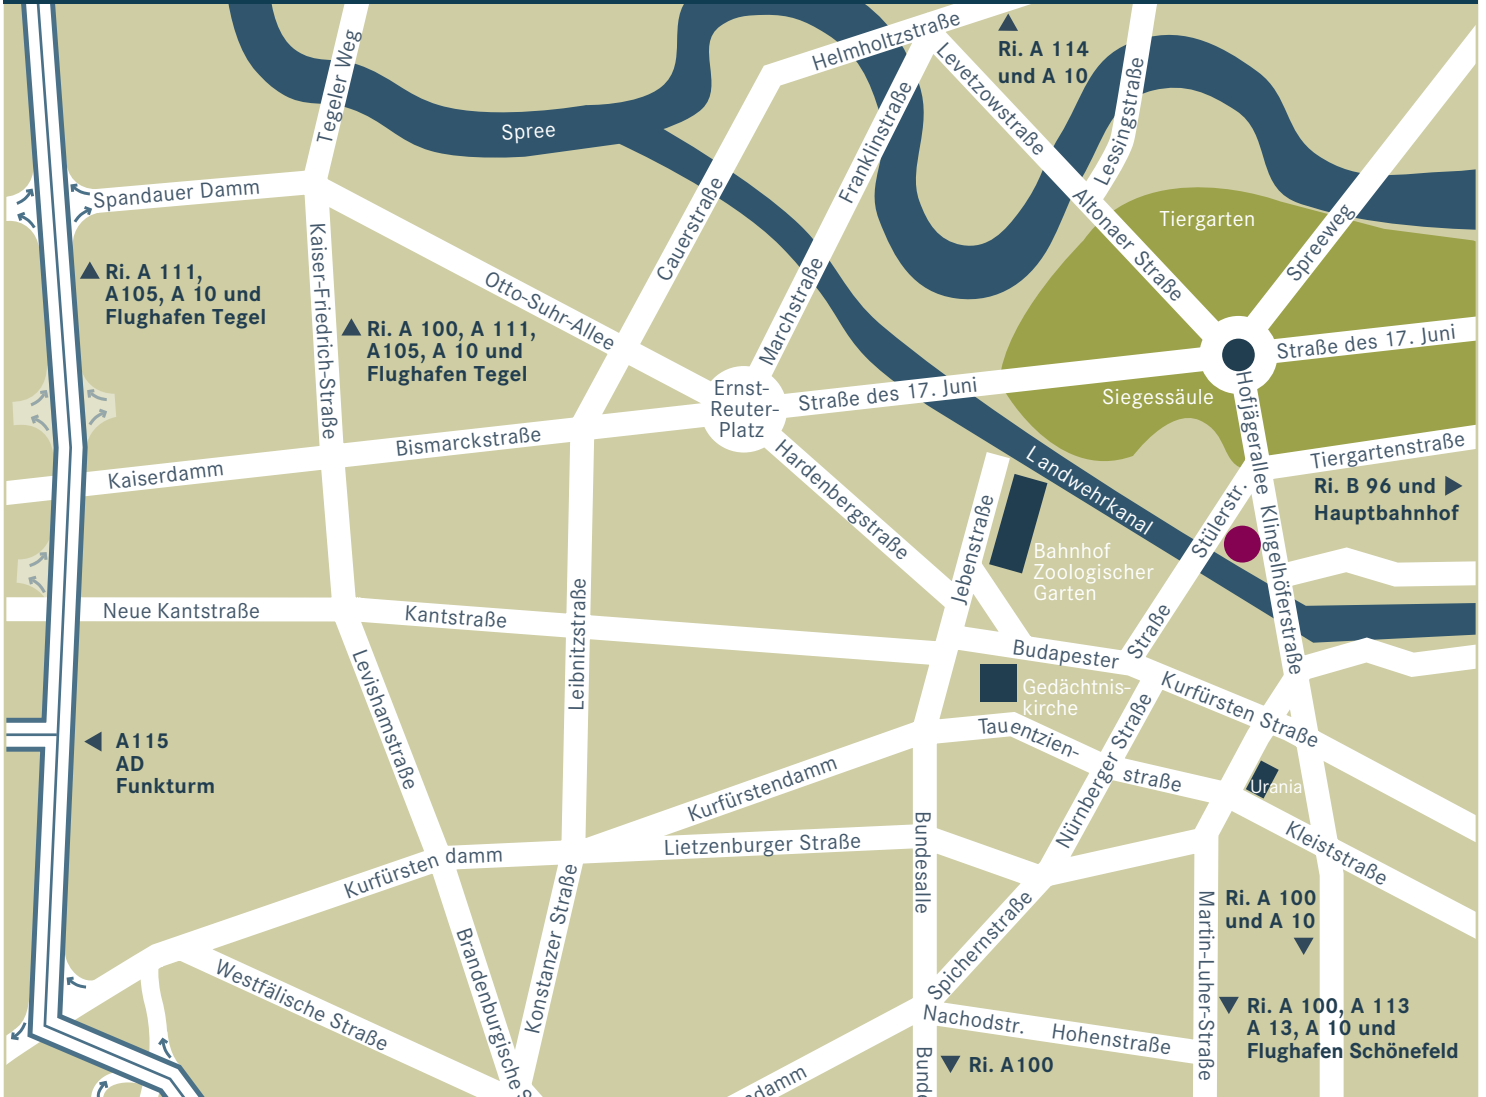 Helmholtzstraße
Ri. A 114
und A 10
Tegeler Weg
Spree
Levetzowstraße
Lessingstraße
Franklinstraße
Spandauer Damm
Cauerstraße
Altonaer Straße
Tiergarten
Spreeweg
Kaiser-Friedrich-Straße
Ri. A 111,
A105, A 10 und
Flughafen Tegel
Otto-Suhr-Allee
Marchstraße
Ri. A 100, A 111,
A105, A 10 und
Flughafen Tegel
Straße des 17. Juni
Ernst-
Reuter-
Platz
Straße des 17. Juni
Siegessäule
Hofjägerallee
Bismarckstraße
Kaiserdamm
Hardenbergstraße
Landwehrkanal
Tiergartenstraße
Ri. B 96 und
Hauptbahnhof
Stülerstr.
Klingelhöferstraße
Jebenstraße
Bahnhof
Zoologischer
Garten
Neue Kantstraße
Kantstraße
Leibnitzstraße
Budapester
Straße
Levishamstraße
Gedächtnis-
kirche
Kurfürsten Straße
Tauentzien-
straße
Nürnberger Straße
A115
AD
Funkturm
Urania
Kurfürstendamm
Lietzenburger Straße
Kurfürsten damm
Bundesalle
Kleiststraße
Konstanzer Straße
Spichernstraße
Martin-Luher-Straße
Ri. A 100
und A 10
Westfälische Straße
Brandenburgische S
Nachodstr.
Hohenstraße
Ri. A 100, A 113
A 13, A 10 und
Flughafen Schönefeld
Ri. A100
Bunde
ndamm